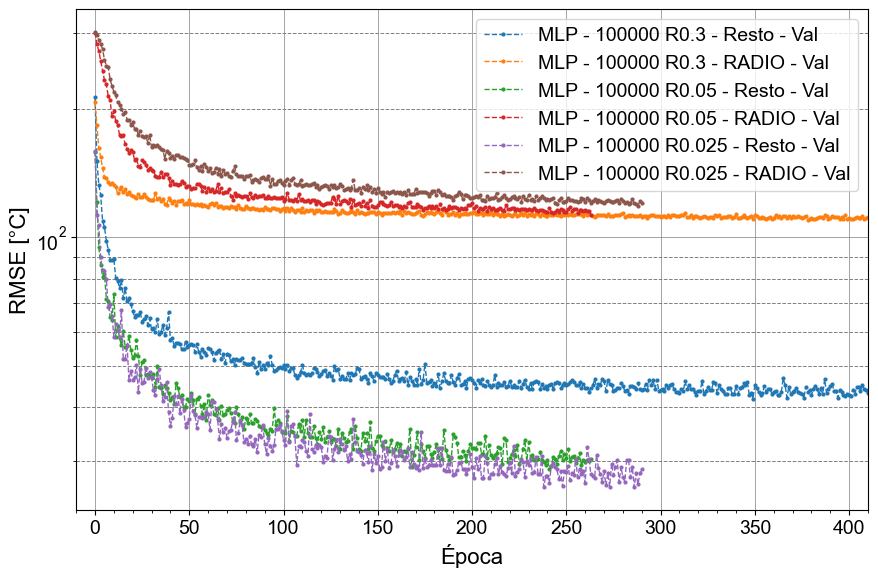 MLP - 100000 R0.3 - Resto - Val
MLP - 100000 R0.3 - RADIO - Val
MLP - 100000 R0.05 - Resto - Val
MLP - 100000 R0.05 - RADIO - Val
MLP - 100000 R0.025 - Resto - Val
MLP - 100000 R0.025 - RADIO - Val
RMSE [°C]
10²
0 50 100 150 200 250 300 350 400
Época